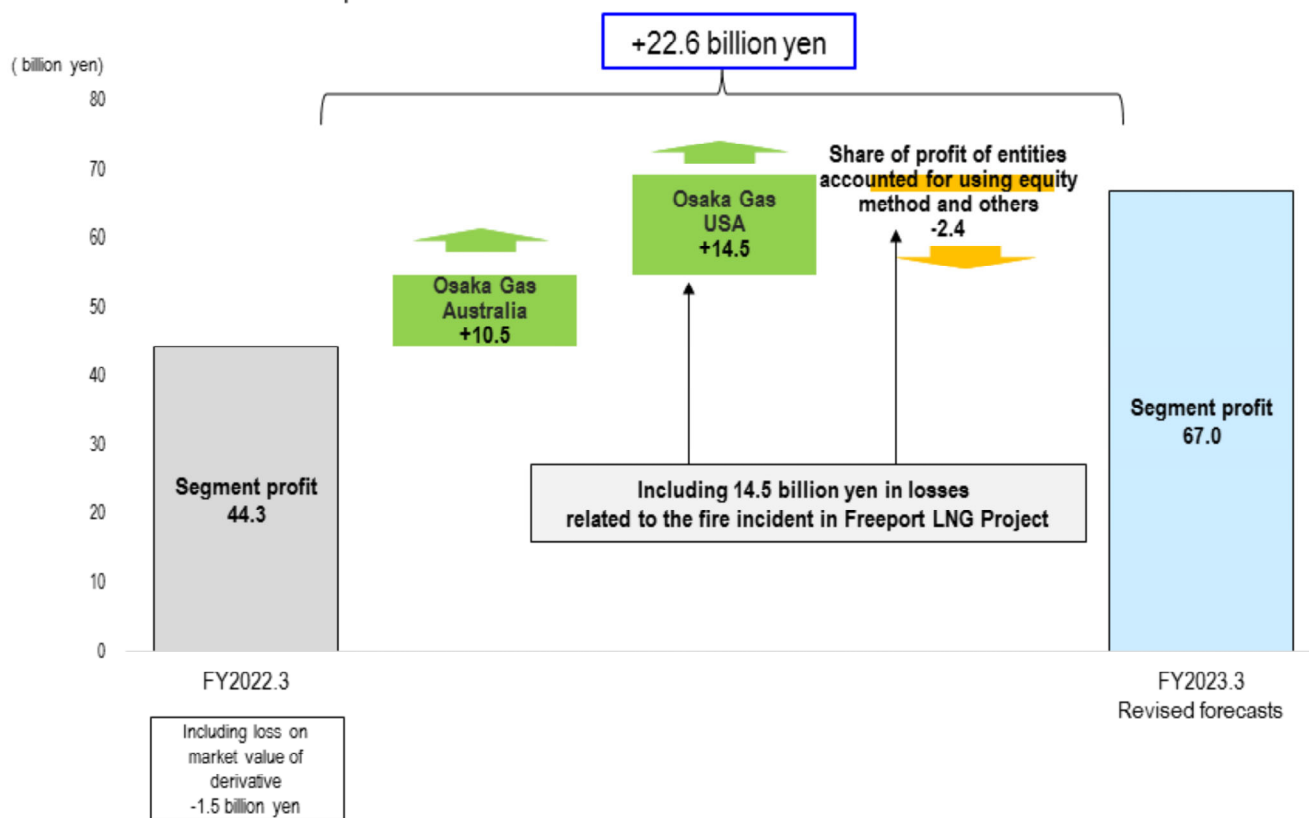 +22.6 billion yen
( billion yen)
80
70
60
50
40
30
20
10
0
Osaka Gas
Australia
+10.5
Osaka Gas
USA
+14.5
Share of profit of entities
accounted for using equity
method and others
-2.4
Segment profit
44.3
Including 14.5 billion yen in losses
related to the fire incident in Freeport LNG Project
Segment profit
67.0
FY2022.3
FY2023.3
Revised forecasts
Including loss on
market value of
derivative
-1.5 billion yen